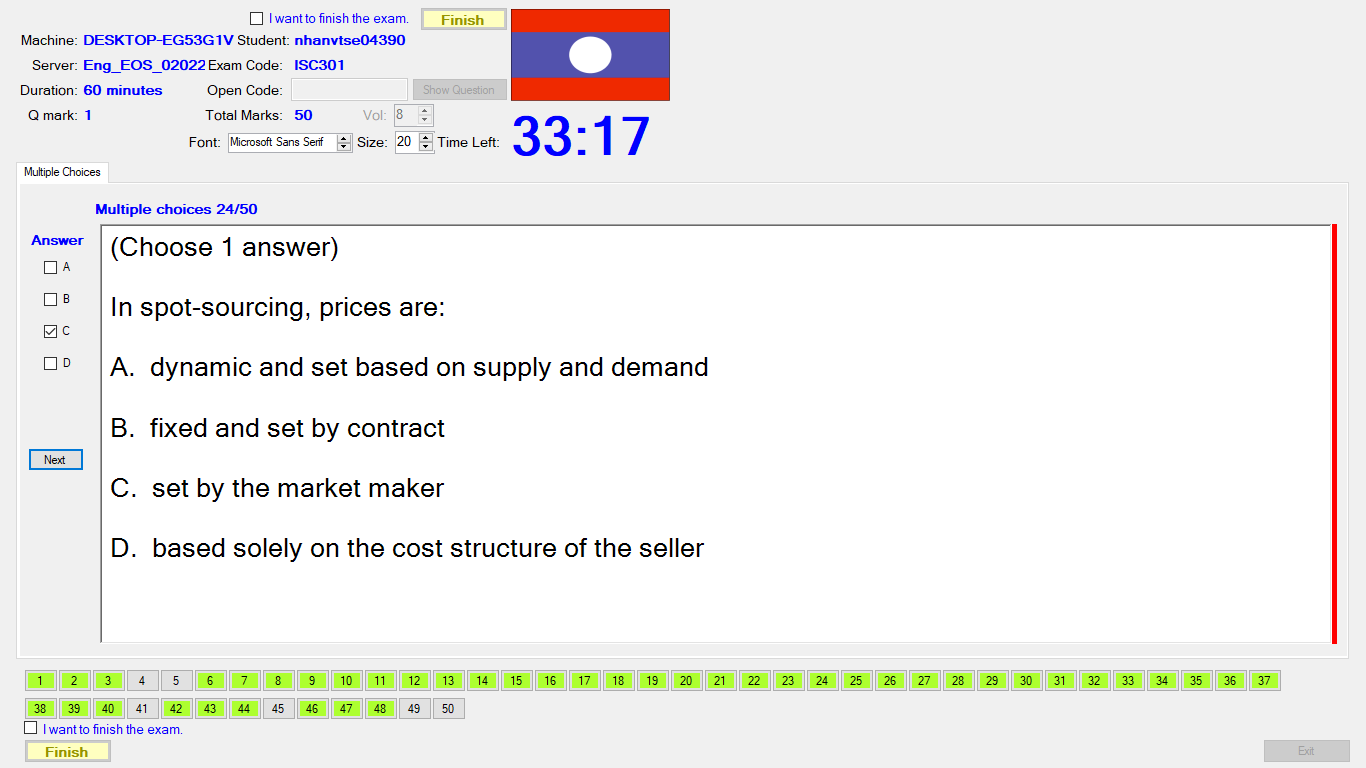 I want to finish the exam. Finish
Machine: DESKTOP-EG53G1V Student: nhanvtse04390
Server: Eng_EOS_02022 Exam Code: ISC301
Duration: 60 minutes Open Code: Show Question
Q mark: 1 Total Marks: 50 Vol: 8
Font: Microsoft Sans Serif Size: 20 Time Left: 33:17
Multiple Choices
Multiple choices 24/50
Answer
A
B
C
D
Next
(Choose 1 answer)
In spot-sourcing, prices are:
A. dynamic and set based on supply and demand
B. fixed and set by contract
C. set by the market maker
D. based solely on the cost structure of the seller
1 2 3 4 5 6 7 8 9 10 11 12 13 14 15 16 17 18 19 20 21 22 23 24 25 26 27 28 29 30 31 32 33 34 35 36 37
38 39 40 41 42 43 44 45 46 47 48 49 50
I want to finish the exam.
Finish
Exit